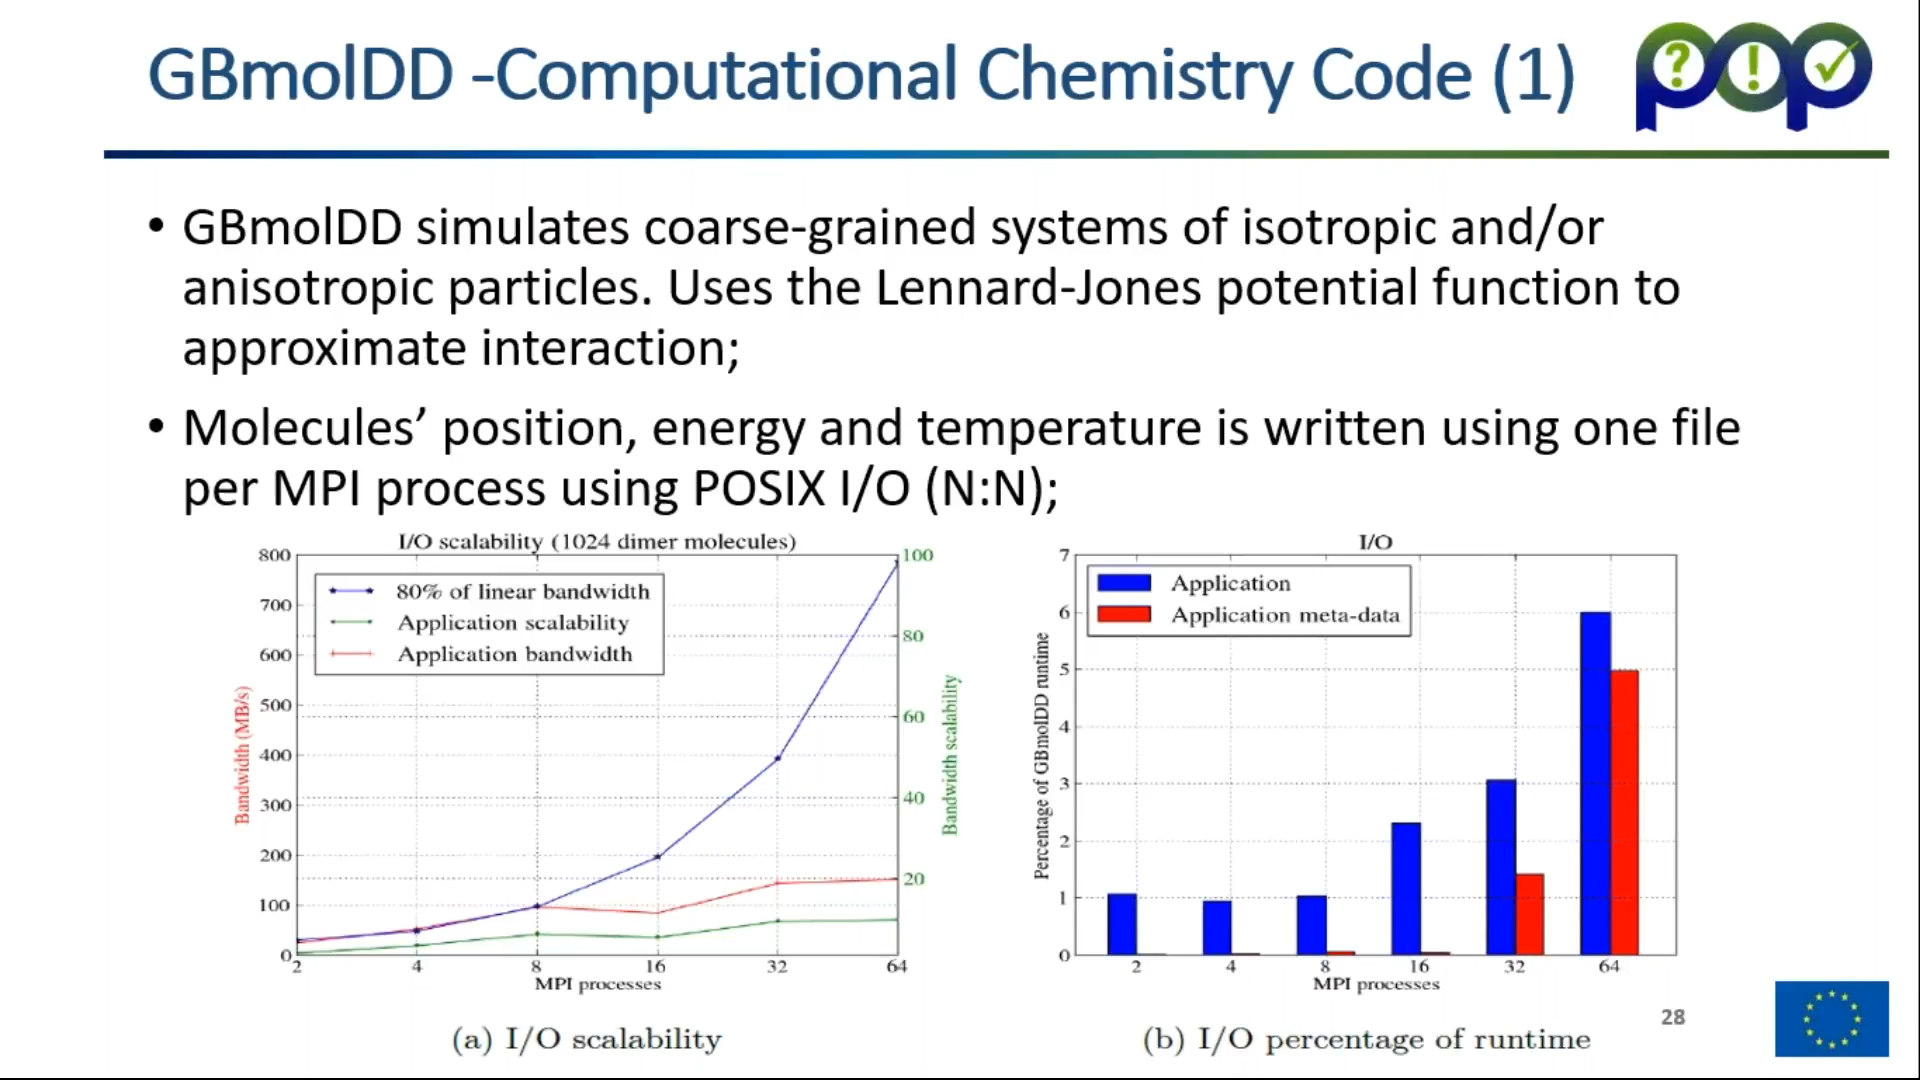 GBmolDD -Computational Chemistry Code (1)
pop
? ! ✓
• GBmolDD simulates coarse-grained systems of isotropic and/or
anisotropic particles. Uses the Lennard-Jones potential function to
approximate interaction;
• Molecules’ position, energy and temperature is written using one file
per MPI process using POSIX I/O (N:N);
I/O scalability (1024 dimer molecules)
80% of linear bandwidth
Application scalability
Application bandwidth
Bandwidth (MB/s)
800
700
600
500
400
300
200
100
0
100
80
60
40
20
Bandwidth scalability
2 4 8 16 32 64
MPI processes
(a) I/O scalability
I/O
Application
Application meta-data
Percentage of GBmolDD runtime
7
6
5
4
3
2
1
0
2 4 8 16 32 64
MPI processes
(b) I/O percentage of runtime
28